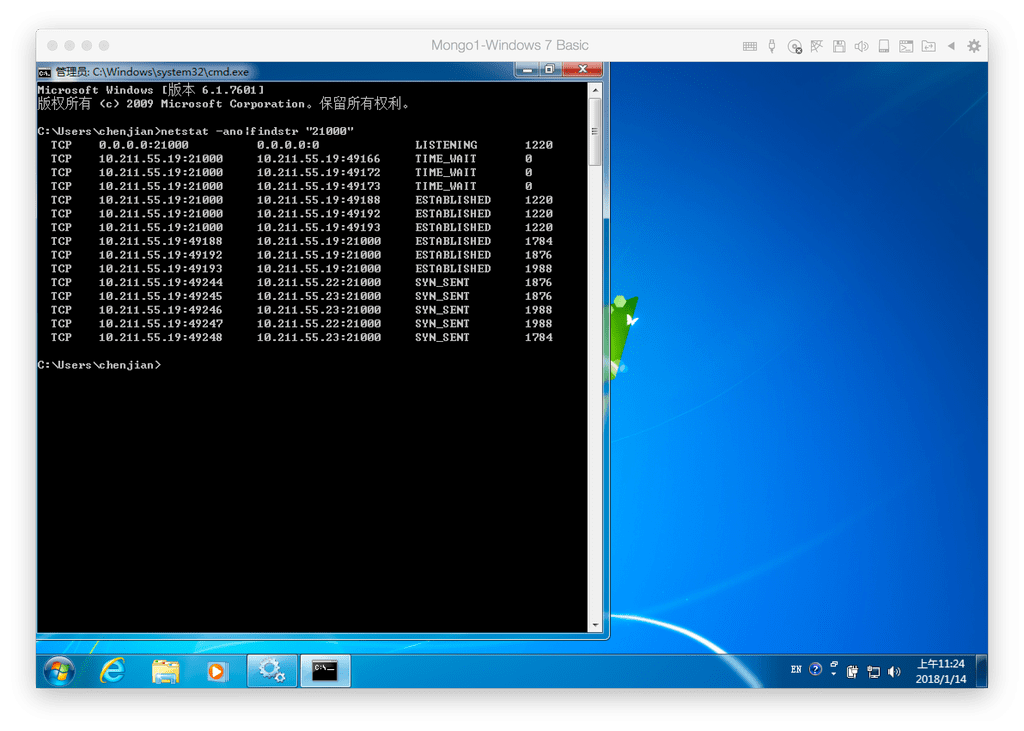 Mongo1-Windows 7 Basic
管理员: C:\Windows\system32\cmd.exe
Microsoft Windows [版本 6.1.7601]
版权所有 (c) 2009 Microsoft Corporation。保留所有权利。
C:\Users\chenjian>netstat -ano|findstr "21000"
TCP 0.0.0.0:21000 0.0.0.0:0 LISTENING 1220
TCP 10.211.55.19:21000 10.211.55.19:49166 TIME_WAIT 0
TCP 10.211.55.19:21000 10.211.55.19:49172 TIME_WAIT 0
TCP 10.211.55.19:21000 10.211.55.19:49173 TIME_WAIT 0
TCP 10.211.55.19:21000 10.211.55.19:49188 ESTABLISHED 1220
TCP 10.211.55.19:21000 10.211.55.19:49192 ESTABLISHED 1220
TCP 10.211.55.19:21000 10.211.55.19:49193 ESTABLISHED 1220
TCP 10.211.55.19:49188 10.211.55.19:21000 ESTABLISHED 1784
TCP 10.211.55.19:49192 10.211.55.19:21000 ESTABLISHED 1876
TCP 10.211.55.19:49193 10.211.55.19:21000 ESTABLISHED 1988
TCP 10.211.55.19:49244 10.211.55.22:21000 SYN_SENT 1876
TCP 10.211.55.19:49245 10.211.55.23:21000 SYN_SENT 1876
TCP 10.211.55.19:49246 10.211.55.23:21000 SYN_SENT 1988
TCP 10.211.55.19:49247 10.211.55.22:21000 SYN_SENT 1988
TCP 10.211.55.19:49248 10.211.55.23:21000 SYN_SENT 1784
C:\Users\chenjian>
EN
上午11:24
2018/1/14